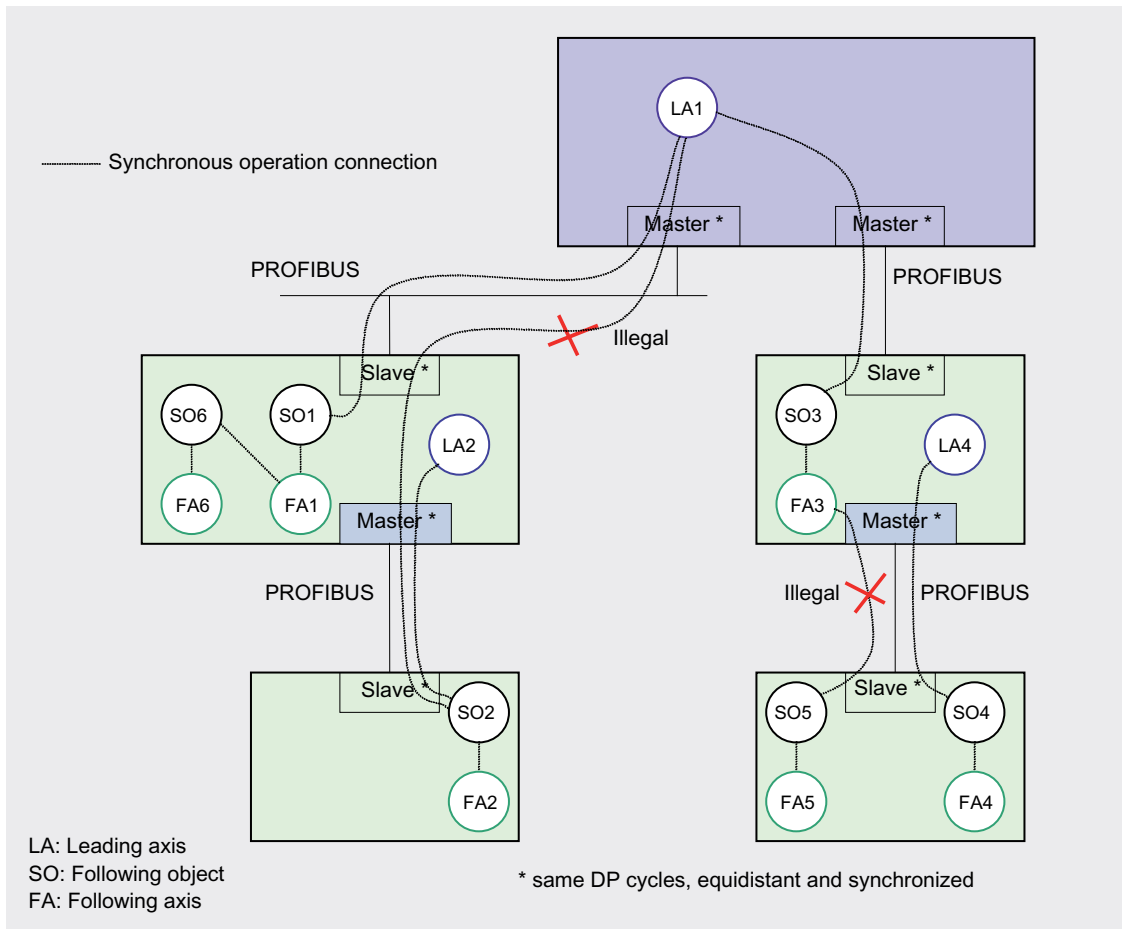 LA1
Synchronous operation connection
Master *
Master *
PROFIBUS
PROFIBUS
Illegal
Slave *
Slave *
SO6
SO1
SO3
LA2
LA4
FA6
FA1
FA3
Master *
Master *
PROFIBUS
Illegal
PROFIBUS
Slave *
Slave *
SO2
SO5
SO4
FA2
FA5
FA4
LA: Leading axis
SO: Following object
FA: Following axis
* same DP cycles, equidistant and synchronized